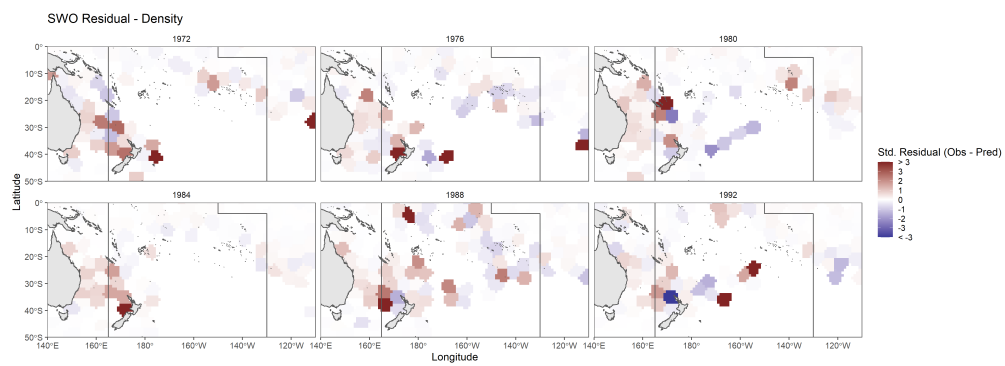 SWO Residual - Density
1972 1976 1980
0°
10°S
20°S
30°S
40°S
50°S
Latitude
1984 1988 1992
0°
10°S
20°S
30°S
40°S
50°S
140°E 160°E 180° 160°W 140°W 120°W 140°E 160°E 180° 160°W 140°W 120°W 140°E 160°E 180° 160°W 140°W 120°W
Longitude
Std. Residual (Obs - Pred)
> 3
3
2
1
0
-1
-2
-3
< -3